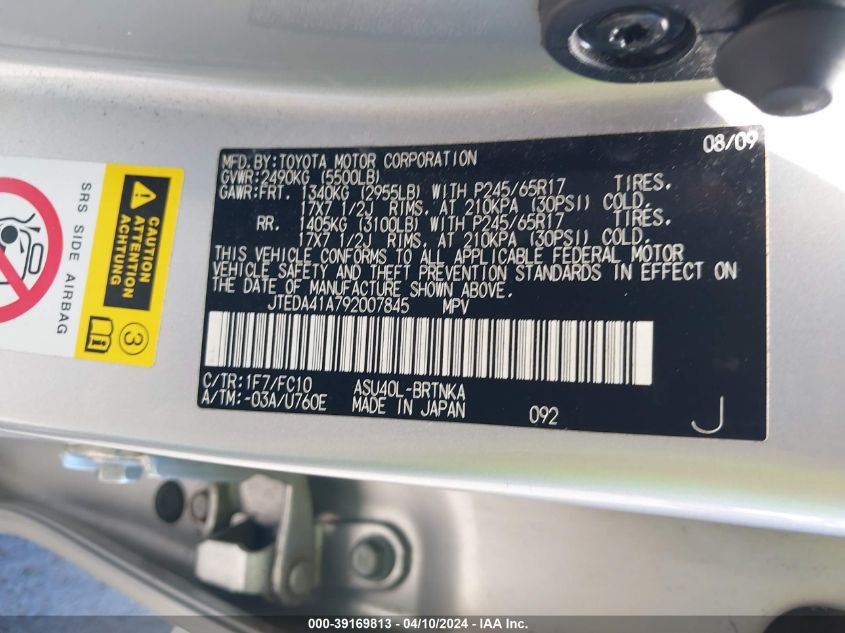 08/09
MFD. BY:TOYOTA MOTOR CORPORATION
GVWR:2490KG (5500LB)
GAWR:FRT. 1340KG (2955LB) WITH P245/65R17 TIRES.
17X7 1/2J RIMS, AT 210KPA (30PSI) COLD.
RR. 1405KG (3100LB) WITH P245/65R17 TIRES.
17X7 1/2J RIMS, AT 210KPA (30PSI) COLD.
THIS VEHICLE CONFORMS TO ALL APPLICABLE FEDERAL MOTOR
VEHICLE SAFETY AND THEFT PREVENTION STANDARDS IN EFFECT ON
THE DATE OF MANUFACTURE SHOWN ABOVE.
JTEDA41A792007845 MPV
C/TR:1F7/FC10 ASU40L-BRTNKA
A/TM:-03A/U760E MADE IN JAPAN 092 J
SRS SIDE AIRBAG
CAUTION
ATTENTION
ACHTUNG
3
000-39169813 - 04/10/2024 - IAA Inc.